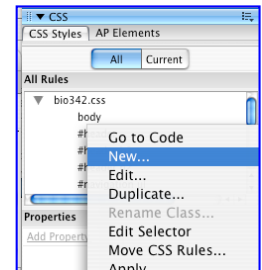 CSS
CSS Styles AP Elements
All Current
All Rules
bio342.css
body
Go to Code
New...
Edit...
Duplicate...
Rename Class...
Edit Selector
Move CSS Rules...
Apply
Properties
Add Property